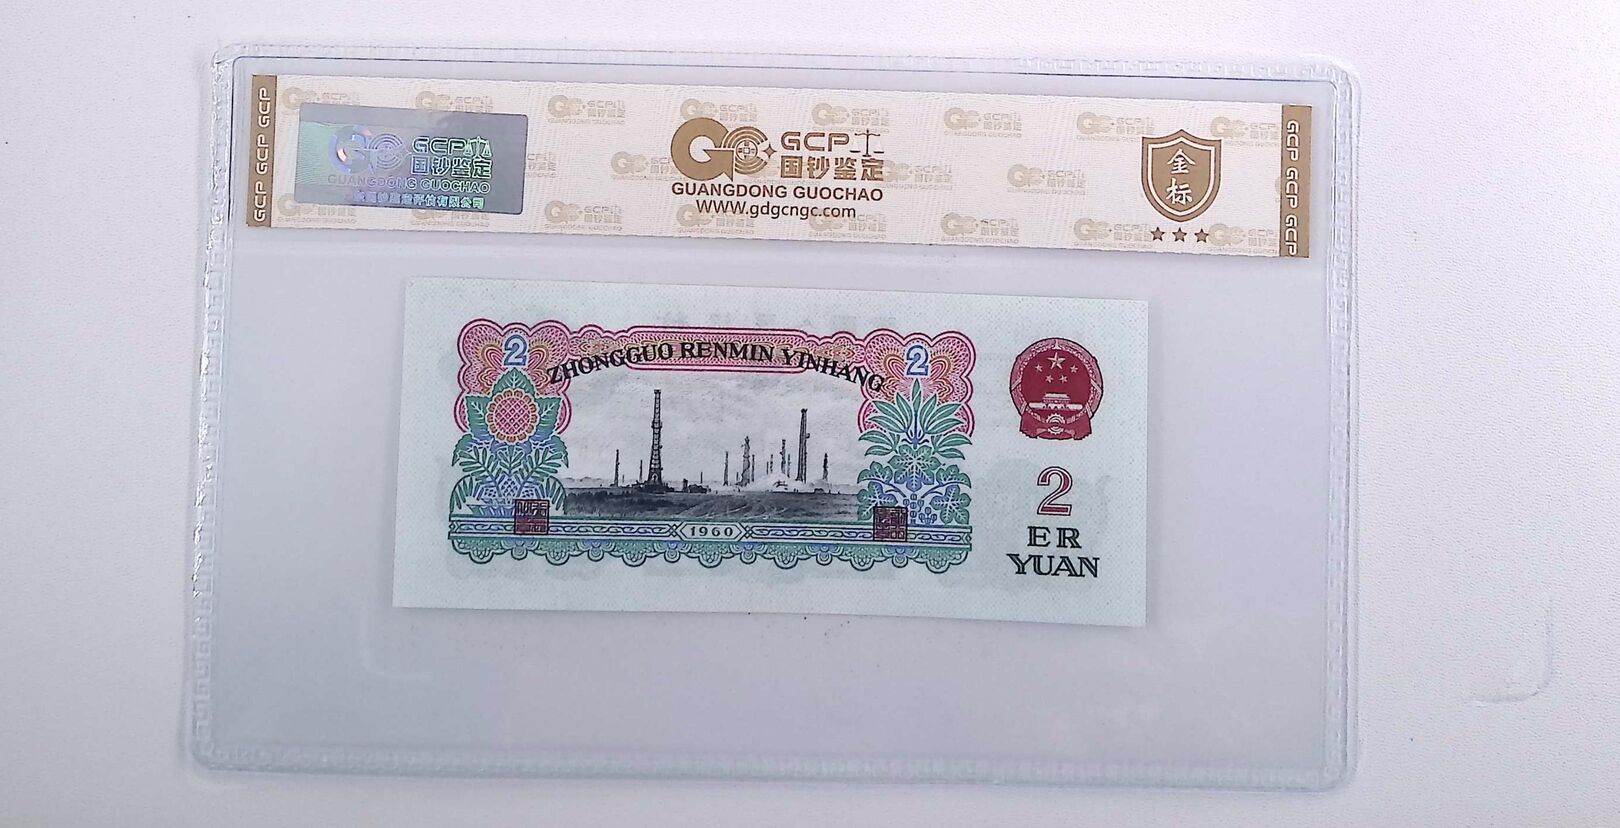 GCP GCP GCP
GCP
国钞鉴定
GUANGDONG GUOCHAO
GCP
国钞鉴定
GUANGDONG GUOCHAO
WWW.gdgcngc.com
金
标
GCP GCP GCP
2
ZHONGGUO RENMIN YINHANG
2
1960
2
ER
YUAN